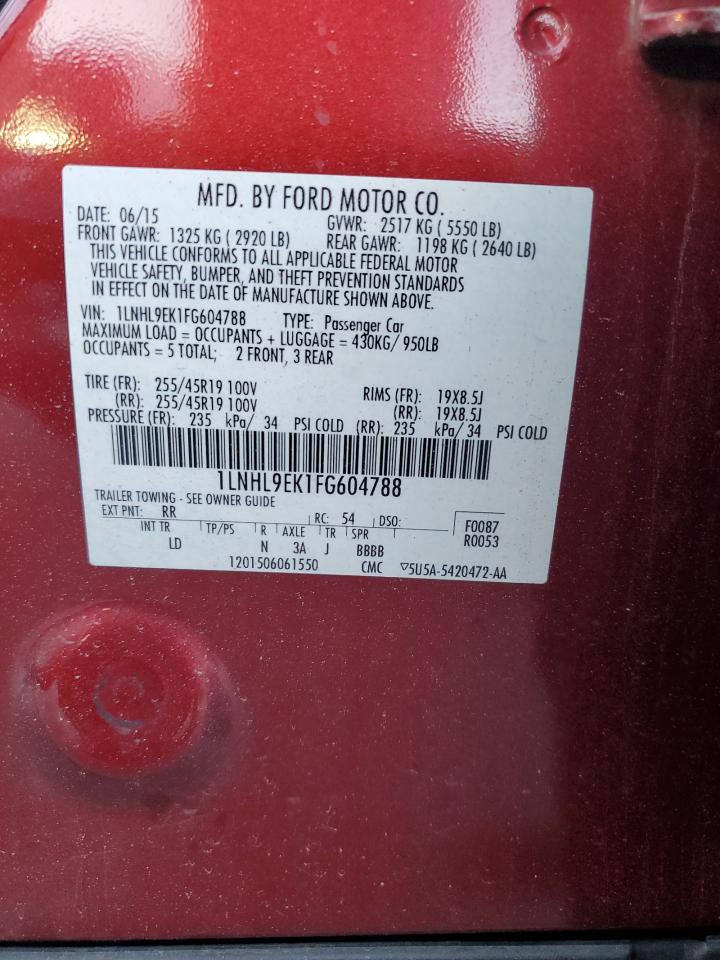 MFD. BY FORD MOTOR CO.
DATE: 06/15 GVWR: 2517 KG ( 5550 LB)
FRONT GAWR: 1325 KG ( 2920 LB) REAR GAWR: 1198 KG ( 2640 LB)
THIS VEHICLE CONFORMS TO ALL APPLICABLE FEDERAL MOTOR
VEHICLE SAFETY, BUMPER, AND THEFT PREVENTION STANDARDS
IN EFFECT ON THE DATE OF MANUFACTURE SHOWN ABOVE.
VIN: 1LNHL9EK1FG604788 TYPE: Passenger Car
MAXIMUM LOAD = OCCUPANTS + LUGGAGE = 430KG/ 950LB
OCCUPANTS = 5 TOTAL; 2 FRONT, 3 REAR
TIRE (FR): 255/45R19 100V RIMS (FR): 19X8.5J
(RR): 255/45R19 100V (RR): 19X8.5J
PRESSURE (FR): 235 kPa/ 34 PSI COLD (RR): 235 kPa/ 34 PSI COLD
1LNHL9EK1FG604788
TRAILER TOWING - SEE OWNER GUIDE
EXT PNT: RR RC: 54 DSO: F0087
INT TR TP/PS R AXLE TR SPR R0053
LD N 3A J BBBB
1201506061550 CMC ▽5U5A-5420472-AA